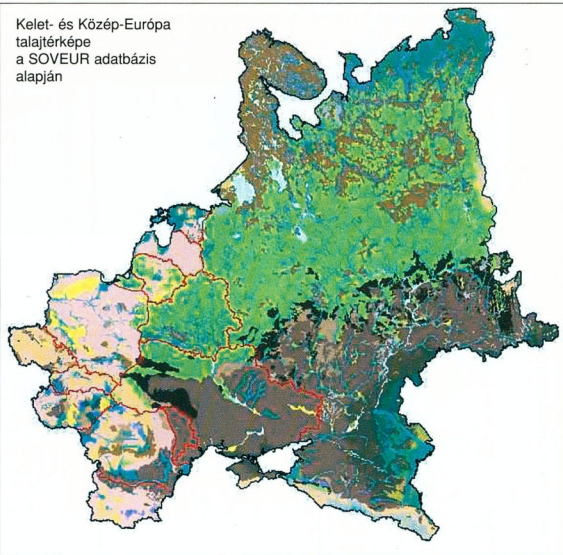 Kelet- és Közép-Európa
talajtérképe
a SOVEUR adatbázis
alapján